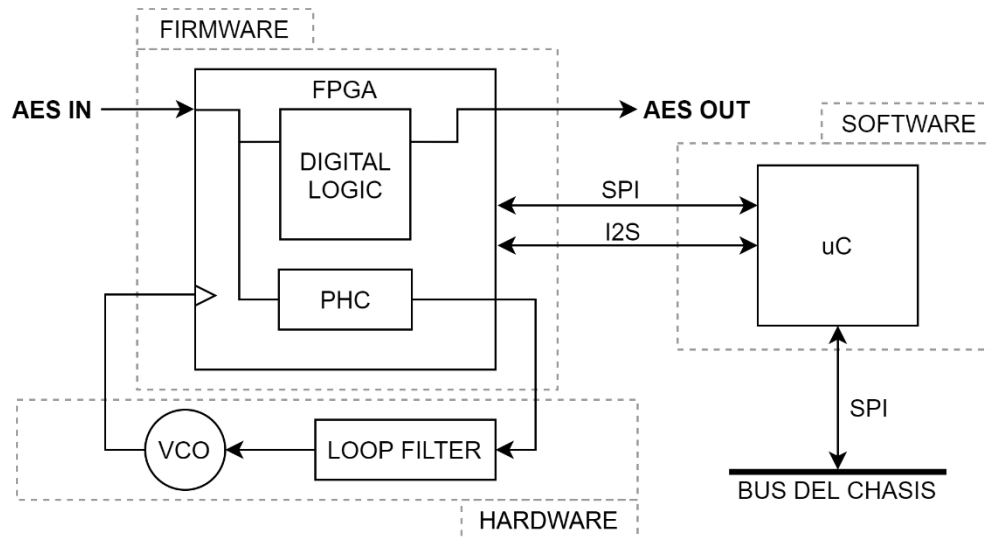 FIRMWARE
FPGA
AES IN
AES OUT
SOFTWARE
DIGITAL
LOGIC
SPI
I2S
uC
PHC
SPI
VCO
LOOP FILTER
BUS DEL CHASIS
HARDWARE